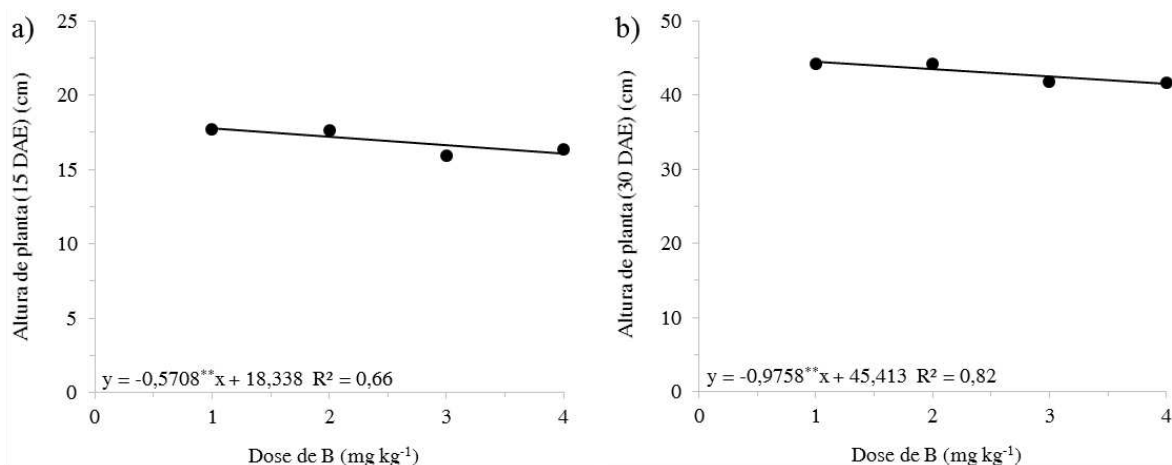 a)
Altura de planta (15 DAE) (cm)
25
20
15
10
5
0
y = -0,5708**x + 18,338 R² = 0,66
0 1 2 3 4
Dose de B (mg kg⁻¹)
b)
Altura de planta (30 DAE) (cm)
50
40
30
20
10
0
y = -0,9758**x + 45,413 R² = 0,82
0 1 2 3 4
Dose de B (mg kg⁻¹)